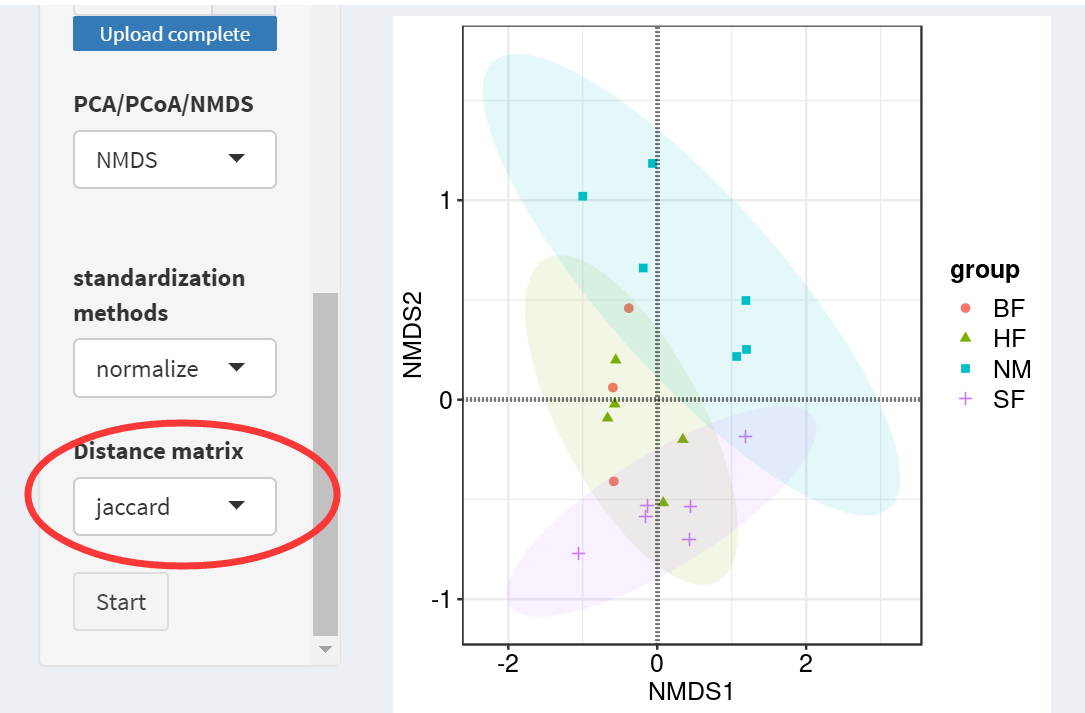 Upload complete
PCA/PCoA/NMDS
NMDS
standardization
methods
normalize
Distance matrix
jaccard
Start
NMDS2
1
0
-1
-2
0
2
NMDS1
group
BF
HF
NM
SF